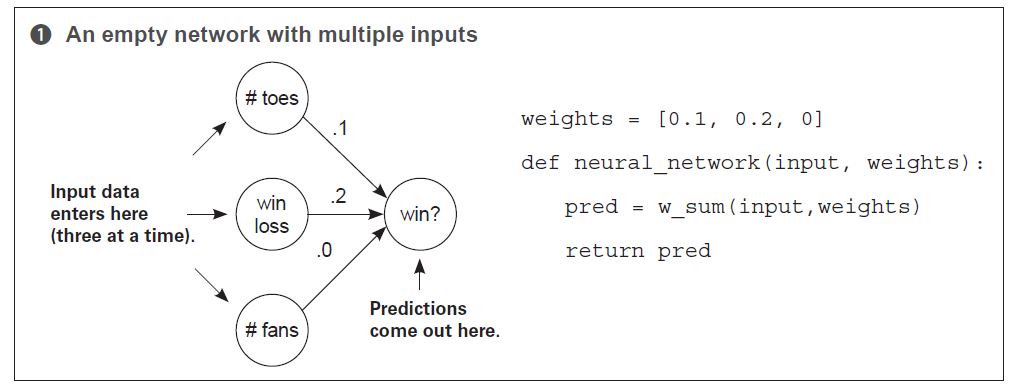 1 An empty network with multiple inputs
# toes
.1
Input data
enters here
(three at a time).
win
loss
.2
win?
.0
# fans
Predictions
come out here.
weights = [0.1, 0.2, 0]
def neural_network(input, weights):
pred = w_sum(input,weights)
return pred